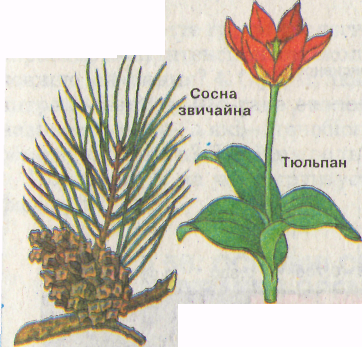 Сосна
звичайна
Тюльпан